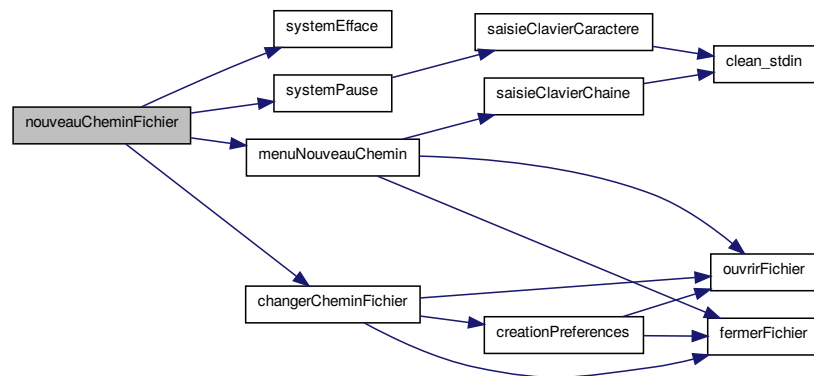 systemEfface
saisieClavierCaractere
clean_stdin
systemPause
saisieClavierChaine
nouveauCheminFichier
menuNouveauChemin
ouvrirFichier
changerCheminFichier
creationPreferences
fermerFichier